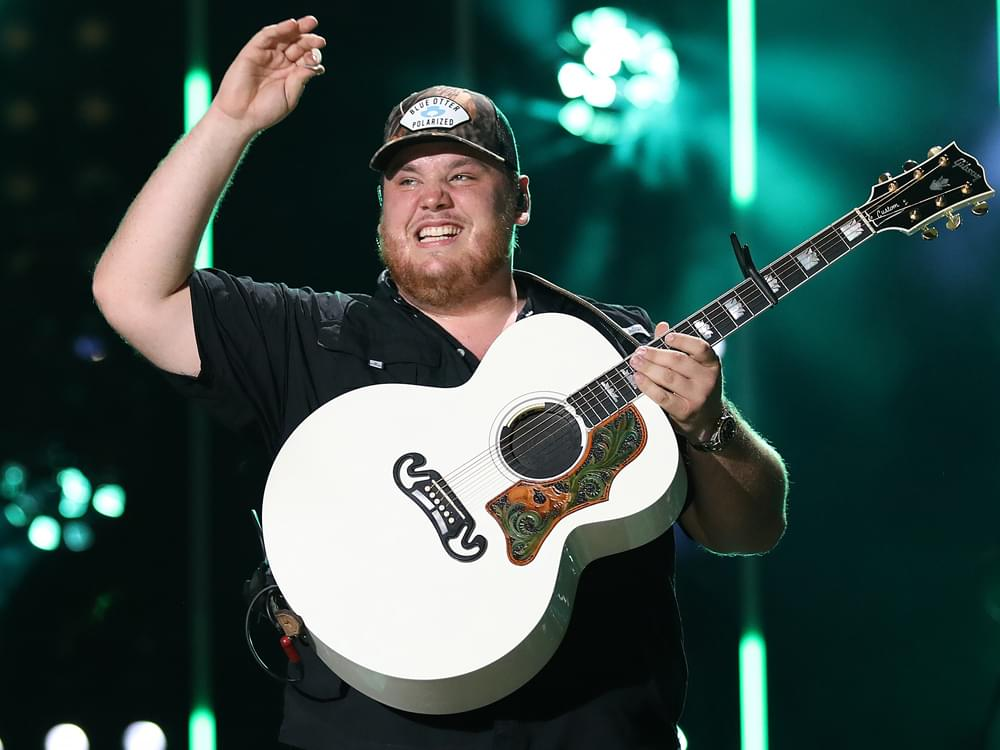 BLUE OTTER
POLARIZED
Gibson
Custom